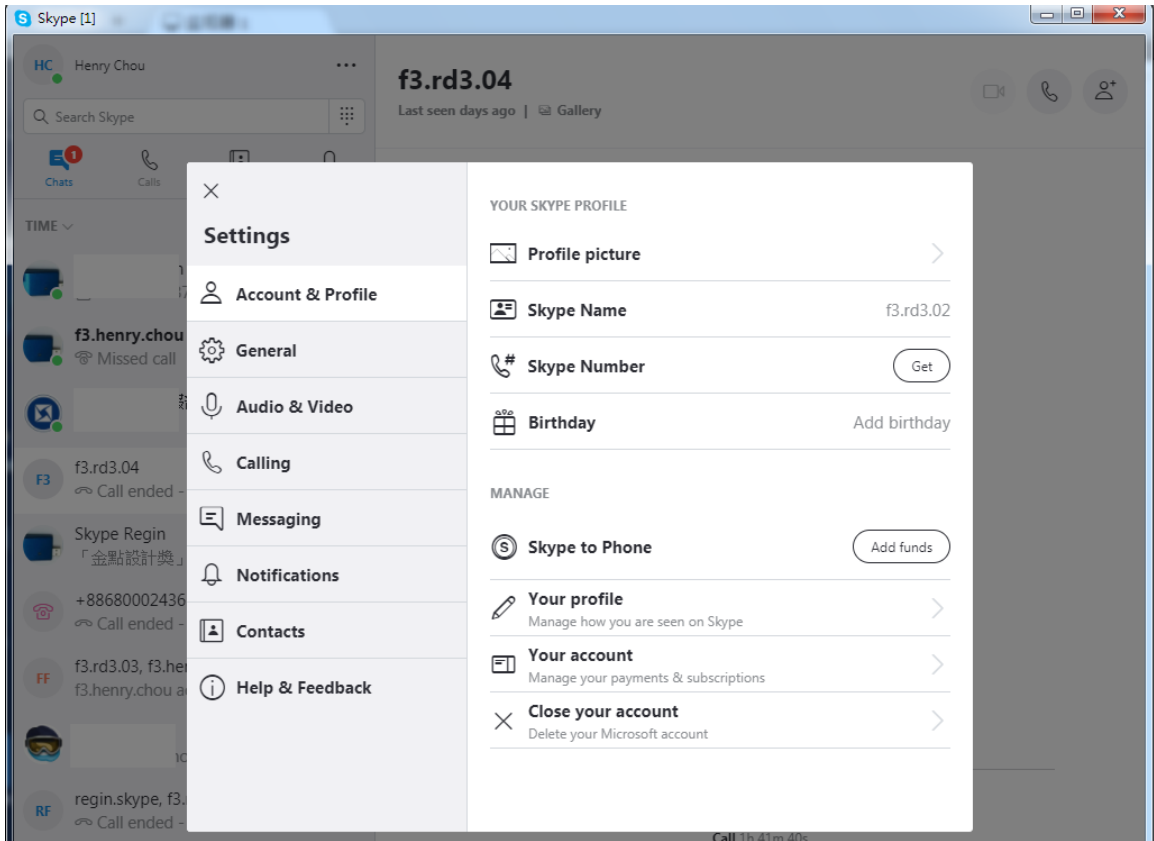 Skype [1]
HC Henry Chou
Search Skype
1
Chats
Calls
TIME
f3.henry.chou
Missed call
F3
f3.rd3.04
Call ended -
Skype Regin
「金點設計獎」
+88680002436
Call ended -
FF
f3.rd3.03, f3.he
f3.henry.chou a
RF
regin.skype, f3.
Call ended -
f3.rd3.04
Last seen days ago | Gallery
Settings
Account & Profile
General
Audio & Video
Calling
Messaging
Notifications
Contacts
Help & Feedback
YOUR SKYPE PROFILE
Profile picture
Skype Name f3.rd3.02
Skype Number Get
Birthday Add birthday
MANAGE
Skype to Phone Add funds
Your profile
Manage how you are seen on Skype
Your account
Manage your payments & subscriptions
Close your account
Delete your Microsoft account
Call 1h 41m 40s